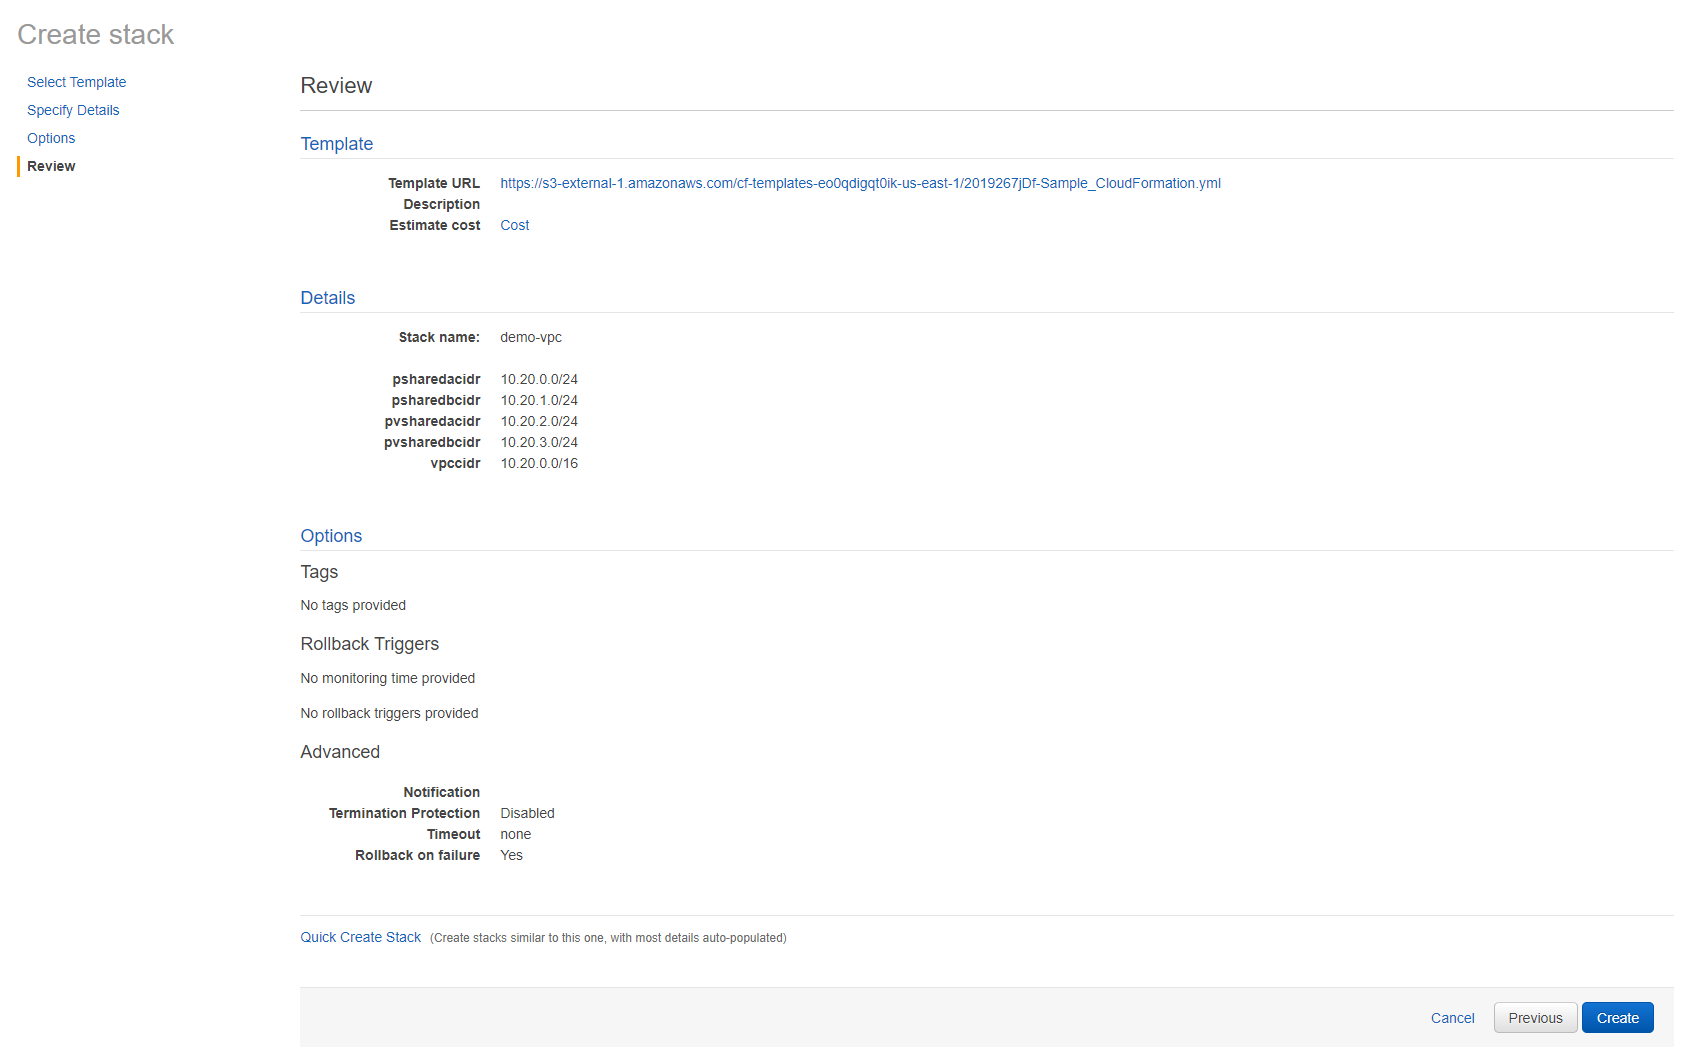 Create stack
Select Template
Specify Details
Options
Review
Review
Template
Template URL https://s3-external-1.amazonaws.com/cf-templates-eo0qdigqt0ik-us-east-1/2019267jDf-Sample_CloudFormation.yml
Description
Estimate cost Cost
Details
Stack name: demo-vpc
psharedacidr 10.20.0.0/24
psharedbcidr 10.20.1.0/24
pvsharedacidr 10.20.2.0/24
pvsharedbcidr 10.20.3.0/24
vpccidr 10.20.0.0/16
Options
Tags
No tags provided
Rollback Triggers
No monitoring time provided
No rollback triggers provided
Advanced
Notification
Termination Protection Disabled
Timeout none
Rollback on failure Yes
Quick Create Stack (Create stacks similar to this one, with most details auto-populated)
Cancel Previous Create